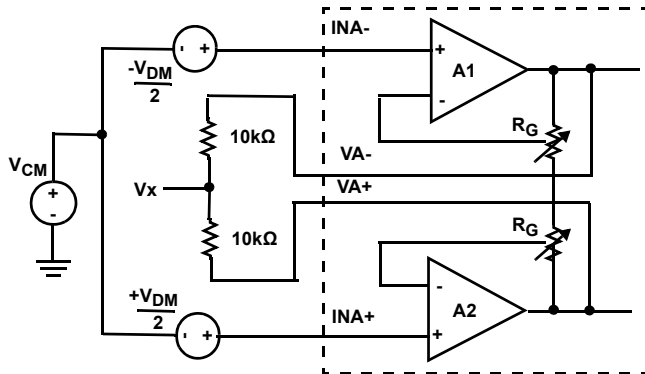 INA-
-V_DM
2
A1
+
-
10kΩ
R_G
V_CM
VA-
Vx
VA+
10kΩ
R_G
+V_DM
2
INA+
A2
-
+
- +
+
-
- +